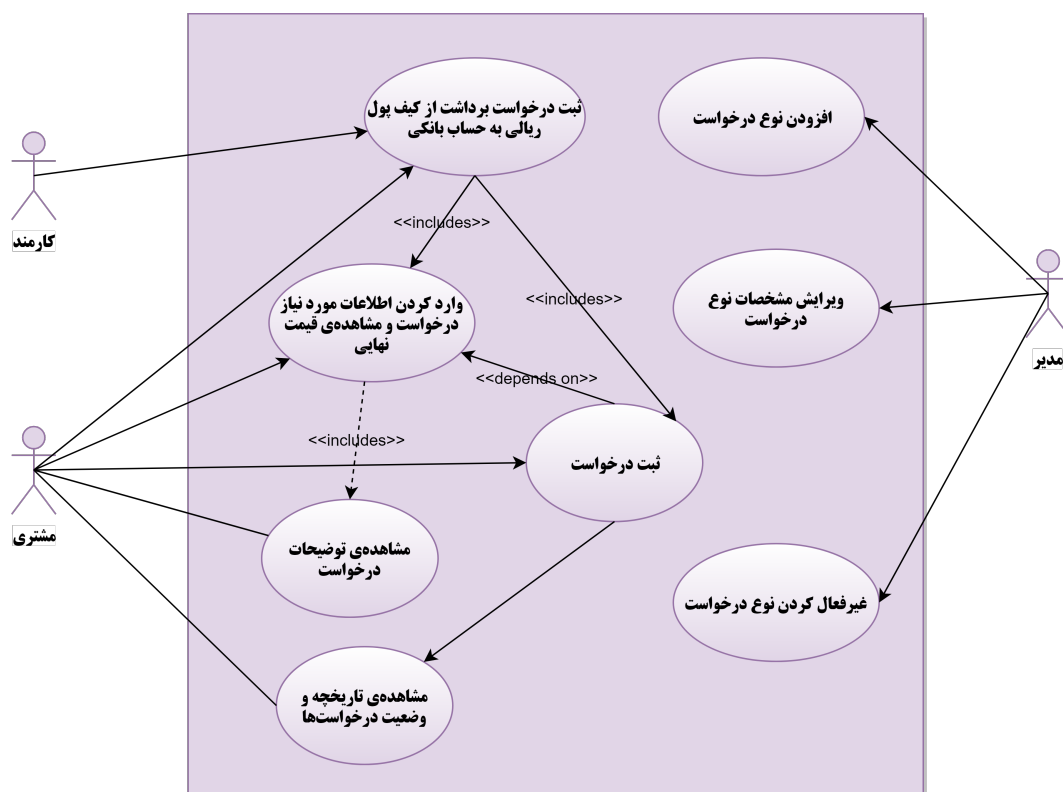 ثبت درخواست برداشت از کیف پول
ریالی به حساب بانکی
افزودن نوع درخواست
کارمند
<<includes>>
وارد کردن اطلاعات مورد نیاز
درخواست و مشاهده‌ی قیمت
نهایی
<<includes>>
ویرایش مشخصات نوع
درخواست
مدیر
<<depends on>>
<<includes>>
ثبت درخواست
مشتری
مشاهده‌ی توضیحات
درخواست
غیرفعال کردن نوع درخواست
مشاهده‌ی تاریخچه و
وضعیت درخواست‌ها